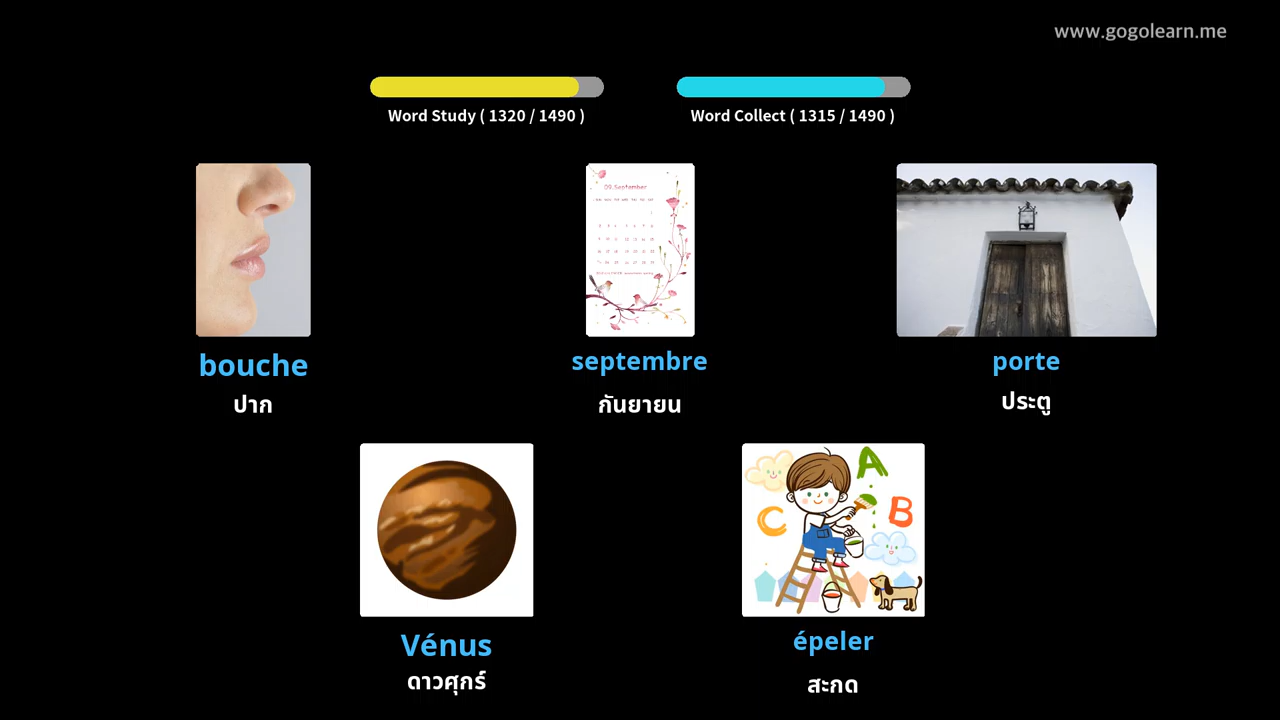 www.gogolearn.me
Word Study ( 1320 / 1490 )
Word Collect ( 1315 / 1490 )
09.September
bouche
septembre
porte
ปาก
กันยายน
ประตู
A
B
C
Vénus
épeler
ดาวศุกร์
สะกด